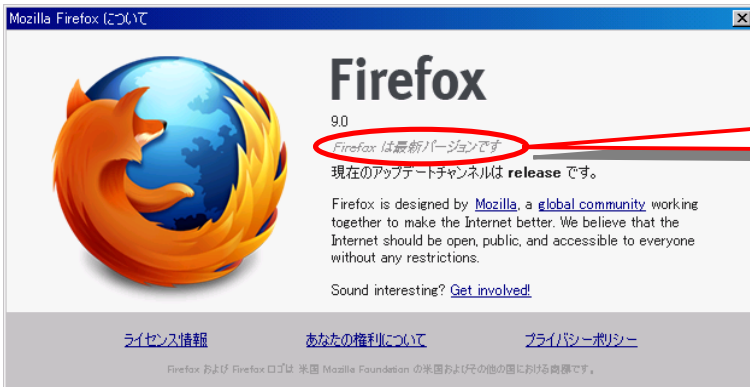 Mozilla Firefox について
Firefox
9.0
Firefox は最新バージョンです
現在のアップデートチャンネルは release です。
Firefox is designed by Mozilla, a global community working
together to make the Internet better. We believe that the
Internet should be open, public, and accessible to everyone
without any restrictions.
Sound interesting? Get involved!
ライセンス情報 あなたの権利について プライバシーポリシー
Firefox および Firefox ロゴは 米国 Mozilla Foundation の米国およびその他の国における商標です。